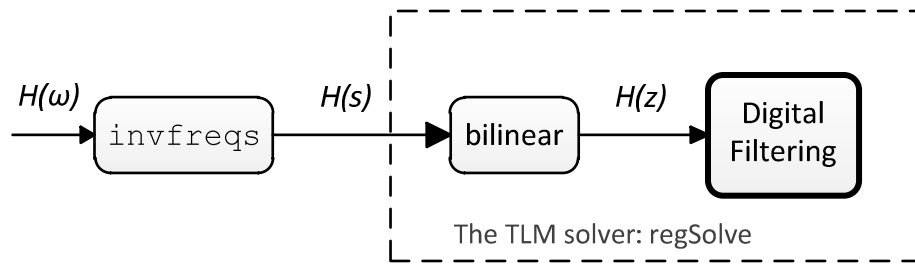 H(ω)
invfreqs
H(s)
bilinear
H(z)
Digital
Filtering
The TLM solver: regSolve